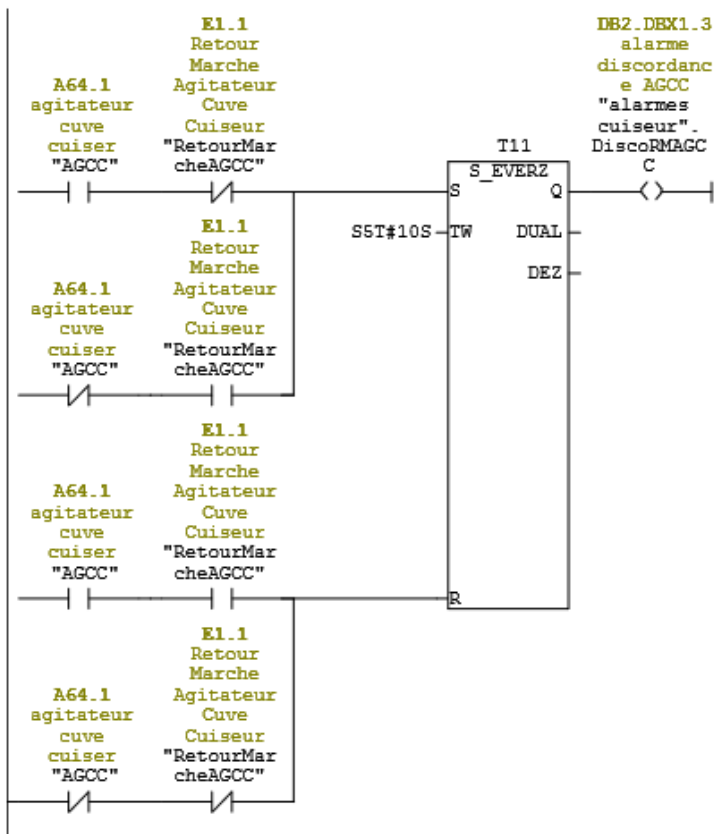 E1.1
Retour
Marche
A64.1 Agitateur
agitateur Cuve
cuve Cuiseur
cuiser "RetourMar
"AGCC" cheAGCC"
DB2.DBX1.3
alarme
discordanc
e AGCC
"alarmes
cuiseur".
DiscoRMAGC
C
T11
S_EVERZ
S Q
S5T#10S TW DUAL
DEZ
E1.1
Retour
Marche
A64.1 Agitateur
agitateur Cuve
cuve Cuiseur
cuiser "RetourMar
"AGCC" cheAGCC"
E1.1
Retour
Marche
A64.1 Agitateur
agitateur Cuve
cuve Cuiseur
cuiser "RetourMar
"AGCC" cheAGCC"
R
E1.1
Retour
Marche
A64.1 Agitateur
agitateur Cuve
cuve Cuiseur
cuiser "RetourMar
"AGCC" cheAGCC"